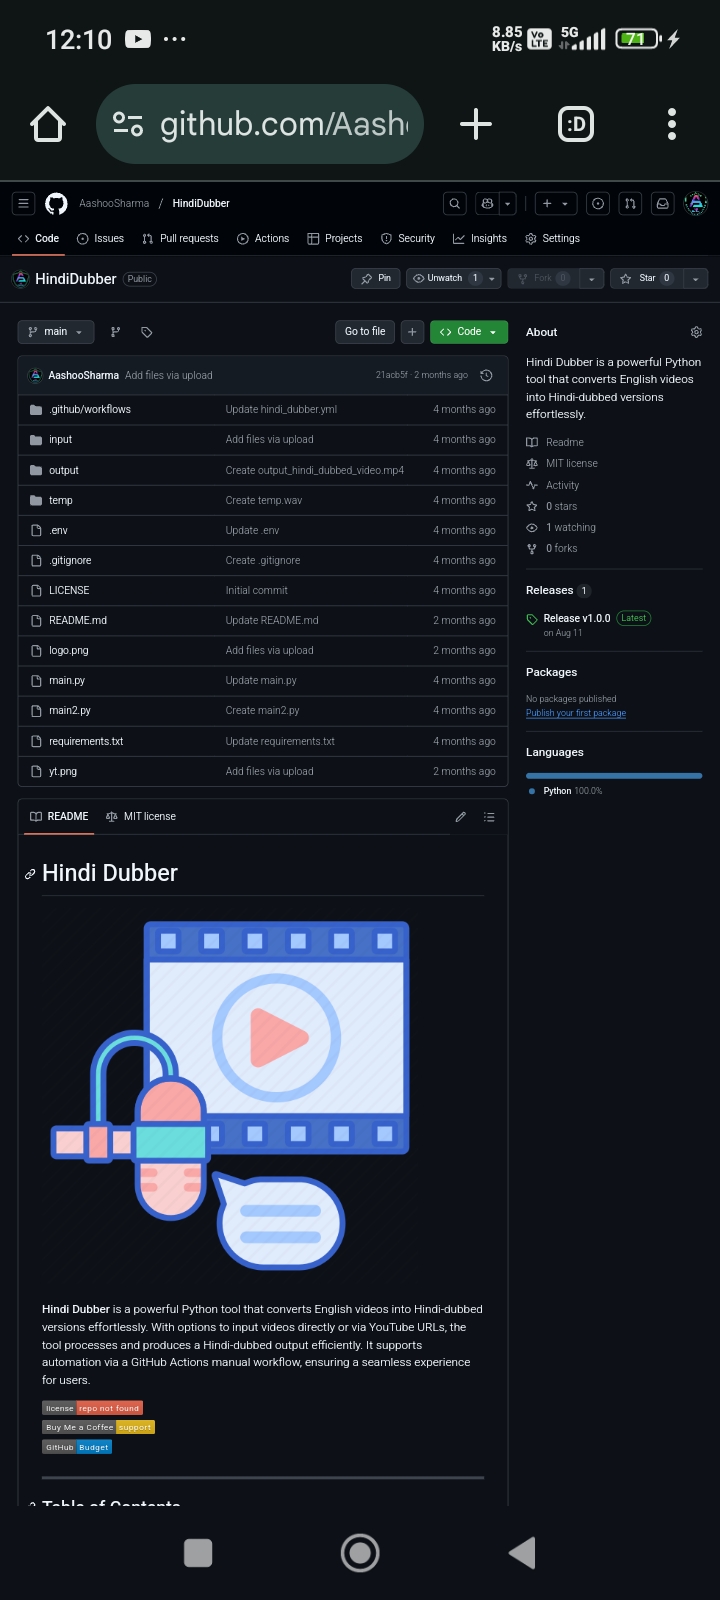 12:10
8.85 KB/s Vo LTE 5G 71
github.com/Aash
:D
AashooSharma / HindiDubber
Code Issues Pull requests Actions Projects Security Insights Settings
HindiDubber Public Pin Unwatch 1 Fork 0 Star 0
main Go to file Code
AashooSharma Add files via upload 21acb5f · 2 months ago
.github/workflows Update hindi_dubber.yml 4 months ago
input Add files via upload 4 months ago
output Create output_hindi_dubbed_video.mp4 4 months ago
temp Create temp.wav 4 months ago
.env Update .env 4 months ago
.gitignore Create .gitignore 4 months ago
LICENSE Initial commit 4 months ago
README.md Update README.md 2 months ago
logo.png Add files via upload 2 months ago
main.py Update main.py 4 months ago
main2.py Create main2.py 4 months ago
requirements.txt Update requirements.txt 4 months ago
yt.png Add files via upload 2 months ago
About
Hindi Dubber is a powerful Python
tool that converts English videos
into Hindi-dubbed versions
effortlessly.
Readme
MIT license
Activity
0 stars
1 watching
0 forks
Releases 1
Release v1.0.0 Latest
on Aug 11
Packages
No packages published
Publish your first package
Languages
Python 100.0%
README MIT license
Hindi Dubber
Hindi Dubber is a powerful Python tool that converts English videos into Hindi-dubbed
versions effortlessly. With options to input videos directly or via YouTube URLs, the
tool processes and produces a Hindi-dubbed output efficiently. It supports
automation via a GitHub Actions manual workflow, ensuring a seamless experience
for users.
license repo not found
Buy Me a Coffee support
GitHub Budget
Table of Contents